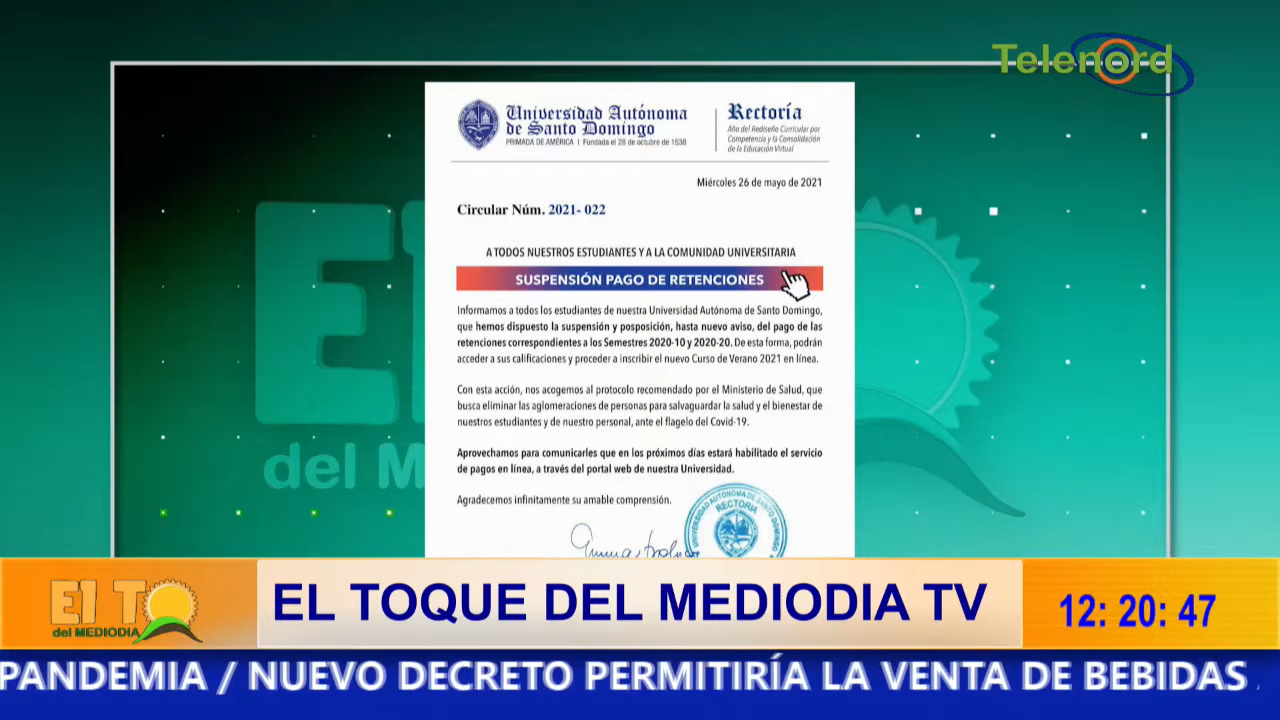 Telenord
Universidad Autónoma
de Santo Domingo
PRIMADA DE AMÉRICA | Fundada el 28 de octubre de 1538
Rectoría
Año del Rediseño Curricular por
Competencia y la Consolidación
de la Educación Virtual
Miércoles 26 de mayo de 2021
Circular Núm. 2021- 022
A TODOS NUESTROS ESTUDIANTES Y A LA COMUNIDAD UNIVERSITARIA
SUSPENSIÓN PAGO DE RETENCIONES
Informamos a todos los estudiantes de nuestra Universidad Autónoma de Santo Domingo,
que hemos dispuesto la suspensión y posposición, hasta nuevo aviso, del pago de las
retenciones correspondientes a los Semestres 2020-10 y 2020-20. De esta forma, podrán
acceder a sus calificaciones y proceder a inscribir el nuevo Curso de Verano 2021 en línea.
Con esta acción, nos acogemos al protocolo recomendado por el Ministerio de Salud, que
busca eliminar las aglomeraciones de personas para salvaguardar la salud y el bienestar de
nuestros estudiantes y de nuestro personal, ante el flagelo del Covid-19.
Aprovechamos para comunicarles que en los próximos días estará habilitado el servicio
de pagos en línea, a través del portal web de nuestra Universidad.
Agradecemos infinitamente su amable comprensión.
UNIVERSIDAD AUTÓNOMA DE SANTO DOMINGO
RECTORÍA
El
del M
El TO
del MEDIODIA
EL TOQUE DEL MEDIODIA TV
12: 20: 47
PANDEMIA / NUEVO DECRETO PERMITIRÍA LA VENTA DE BEBIDAS